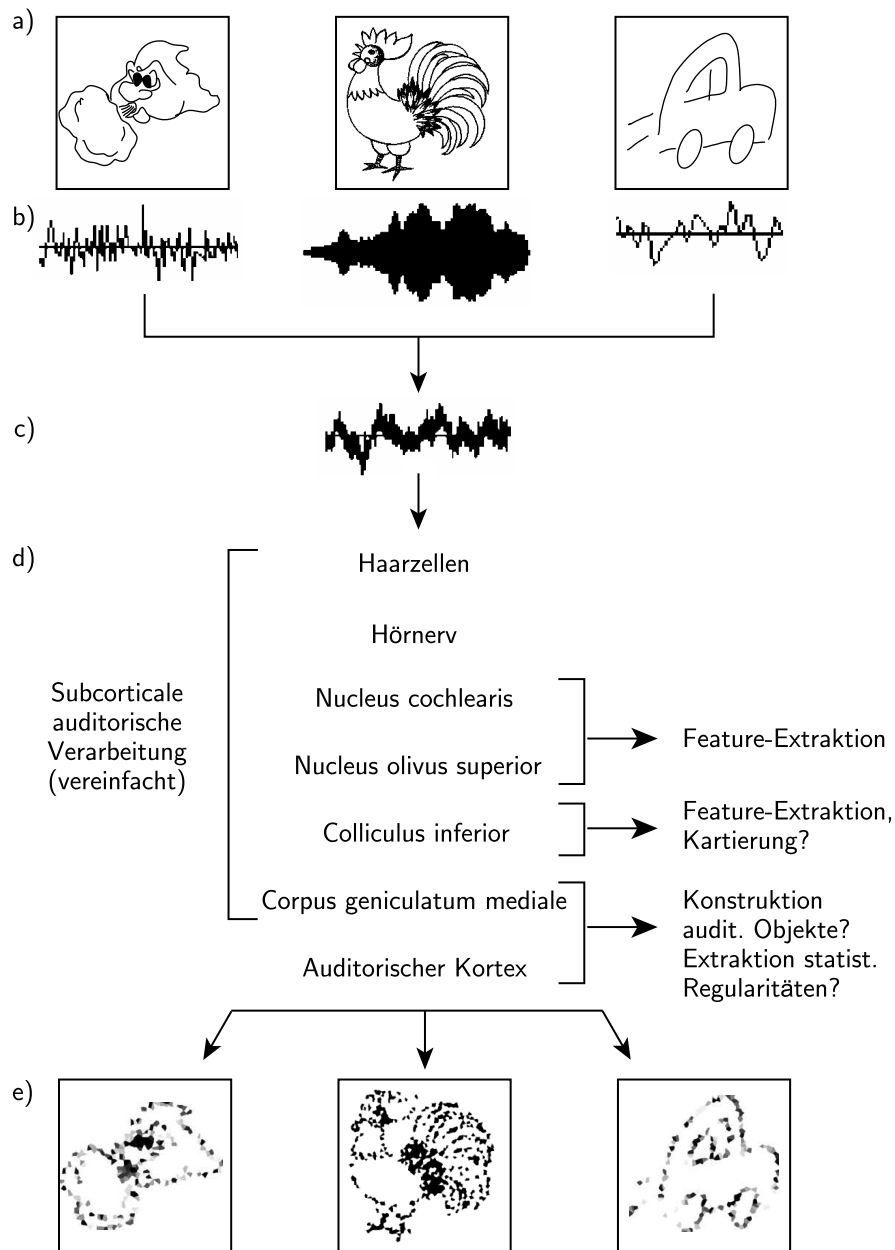 a)
b)
c)
d)
Haarzellen
Hörnerv
Subcorticale
auditorische
Verarbeitung
(vereinfacht)
Nucleus cochlearis
Nucleus olivus superior
Feature-Extraktion
Colliculus inferior
Feature-Extraktion,
Kartierung?
Corpus geniculatum mediale
Auditorischer Kortex
Konstruktion
audit. Objekte?
Extraktion statist.
Regularitäten?
e)